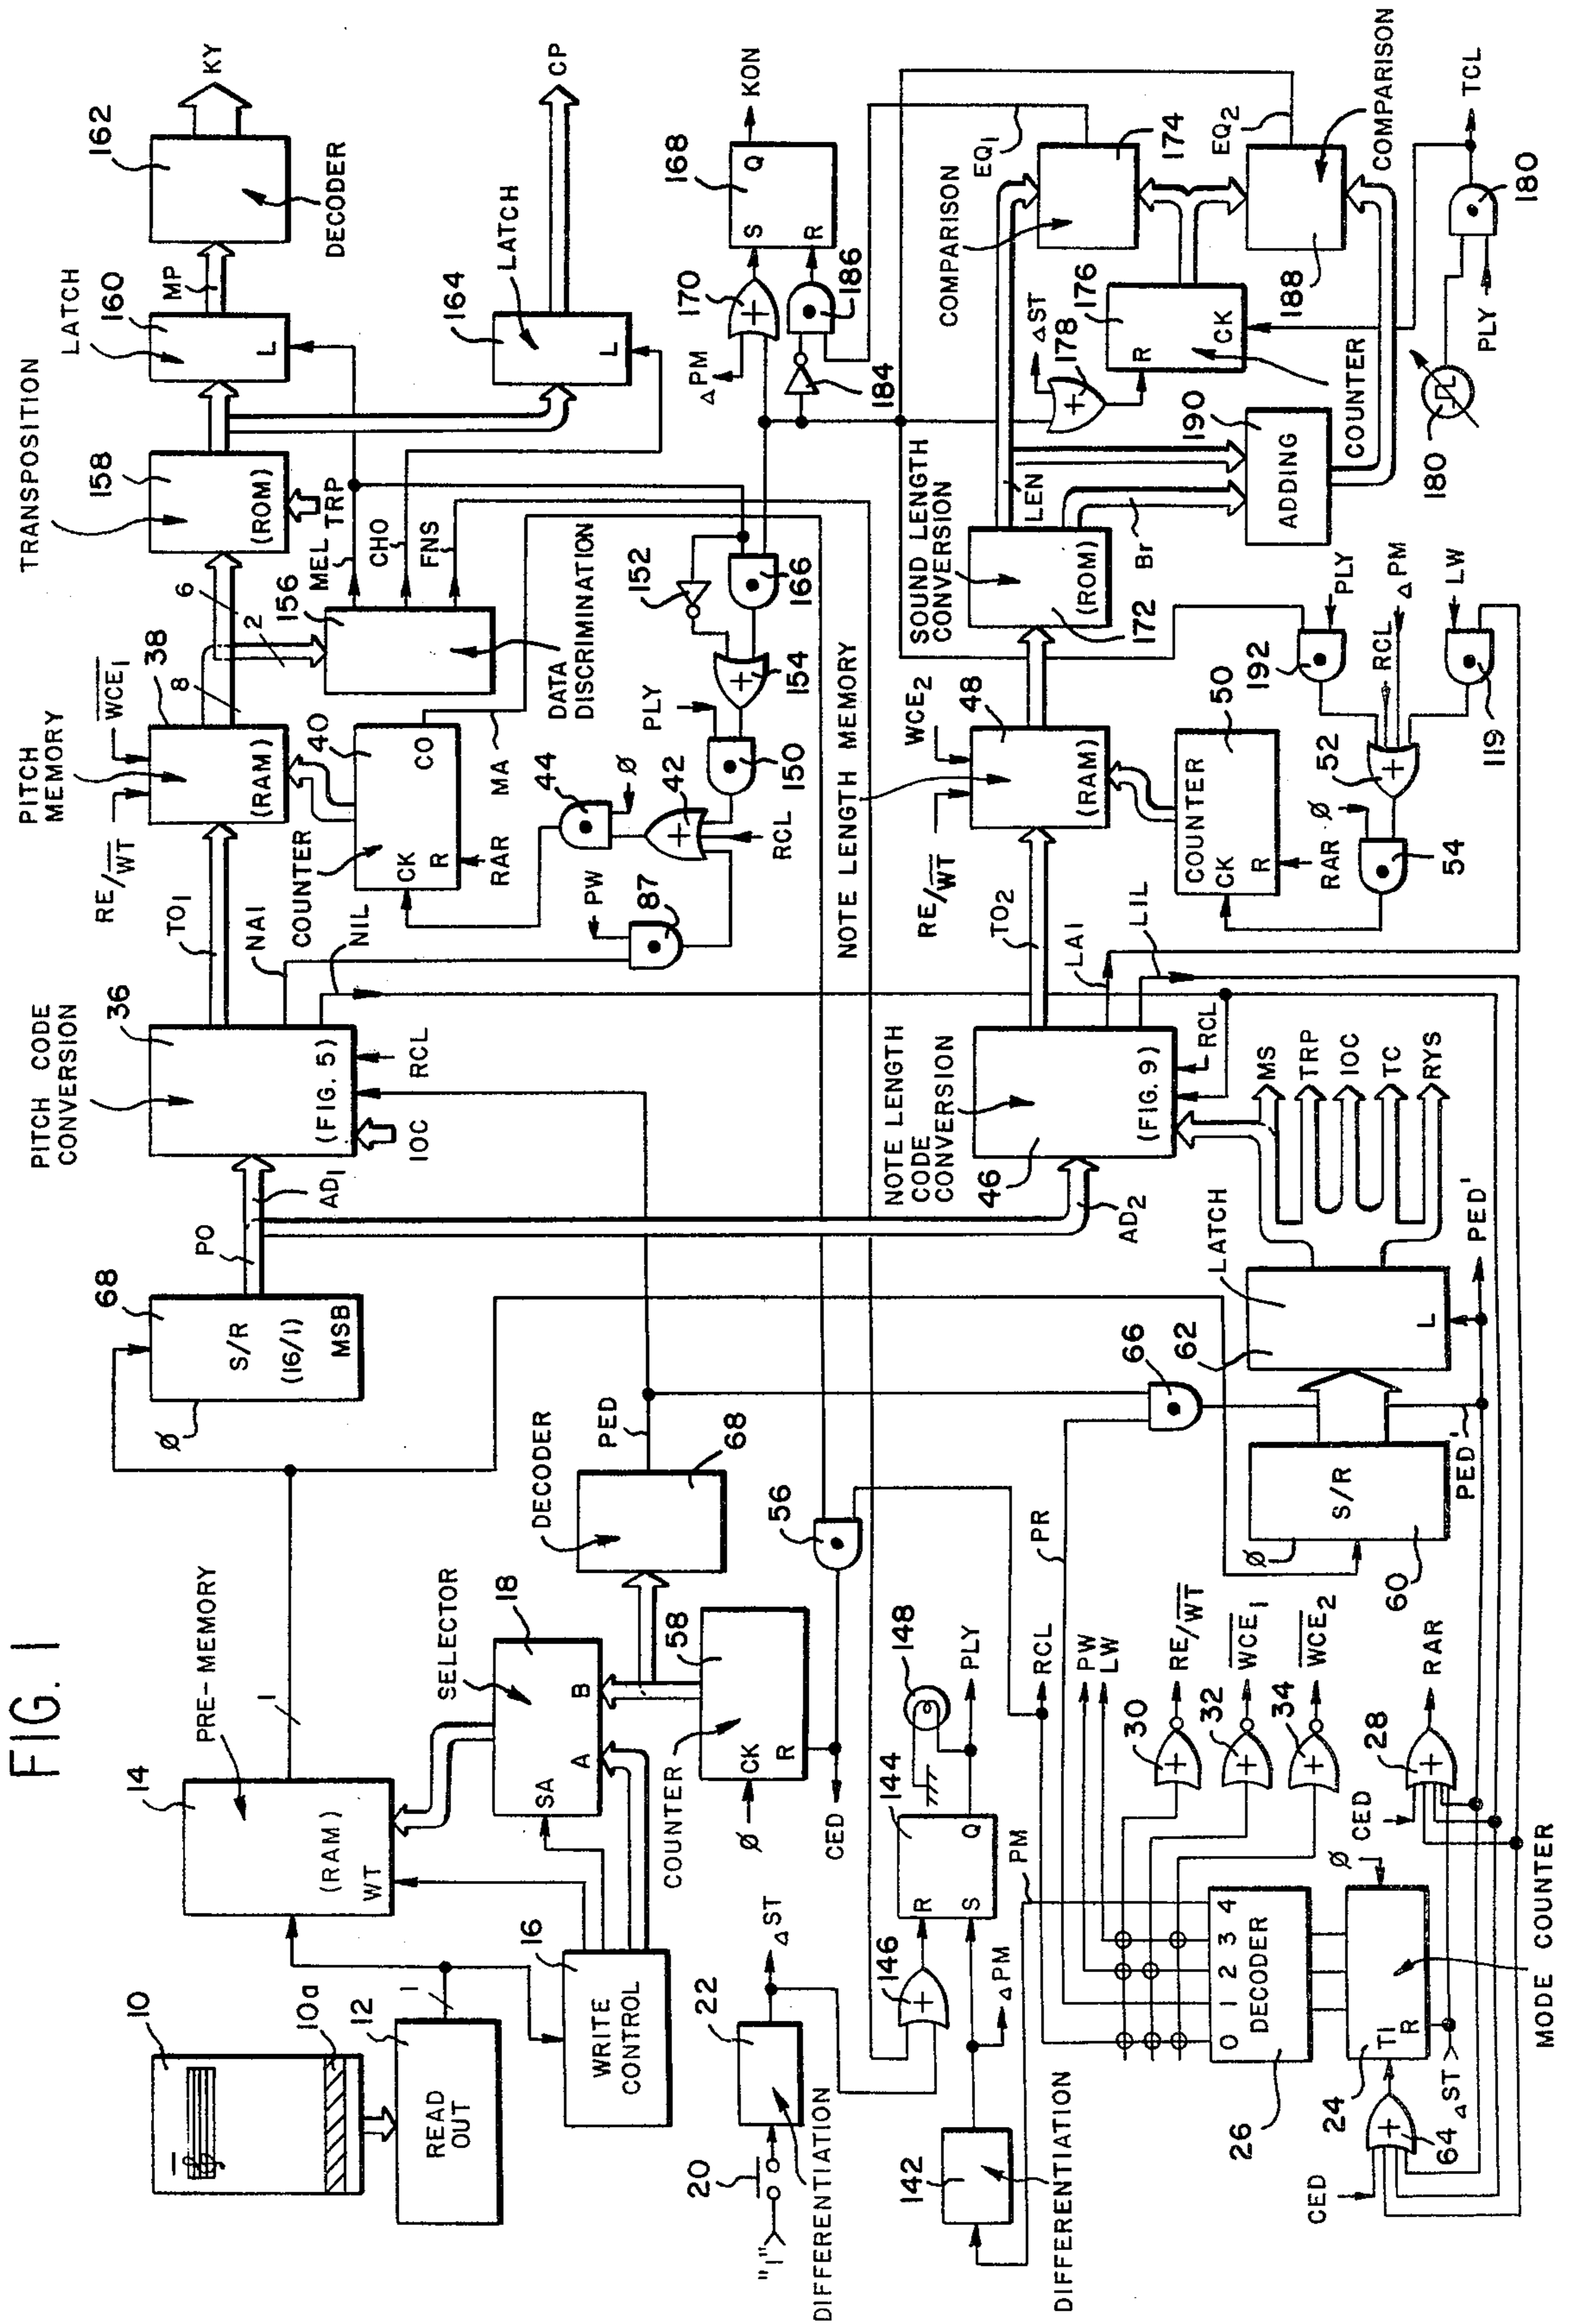 FIG. 1
10
10a
12
READ
OUT
1
14
PRE-MEMORY
(RAM)
WT
1
16
WRITE
CONTROL
SELECTOR
18
SA
A
B
COUNTER
58
CK
R
Ø
CED
DECODER
68
PED
56
68
S/R
(16/1)
MSB
Ø
PO
AD1
AD2
PITCH CODE
CONVERSION
36
(FIG. 5)
IOC
RCL
TO1
NAI
NIL
PITCH
MEMORY
38
RE/WT
WCE1
(RAM)
8
6
2
COUNTER
40
CK
R
CO
RAR
MA
TRANSPOSITION
158
(ROM)
TRP
156
DATA
DISCRIMINATION
MEL
CHO
FNS
LATCH
160
L
MP
162
DECODER
KY
164
LATCH
L
CP
44
Ø
42
RCL
PW
87
PLY
150
154
152
166
170
ΔPM
168
S
R
Q
KON
184
186
"1"
20
22
DIFFERENTIATION
ΔST
142
DIFFERENTIATION
ΔPM
PM
144
R
S
Q
146
148
PLY
RCL
PR
PW
LW
30
RE/WT
32
WCE1
34
WCE2
28
RAR
CED
26
DECODER
0 1 2 3 4
24
TI
R
Ø
MODE COUNTER
64
CED
ΔST
60
S/R
Ø
PED'
66
62
LATCH
L
PED'
MS
TRP
IOC
TC
RYS
NOTE LENGTH
CODE
CONVERSION
46
(FIG. 9)
RCL
TO2
LAI
LIL
NOTE LENGTH MEMORY
48
RE/WT
WCE2
(RAM)
COUNTER
50
CK
R
RAR
Ø
54
52
RCL
ΔPM
192
PLY
LW
119
SOUND LENGTH
CONVERSION
172
(ROM)
LEN
Br
190
ADDING
COUNTER
176
R
CK
178
ΔST
COMPARISON
174
EQ1
188
COMPARISON
EQ2
180
PLY
180
TCL